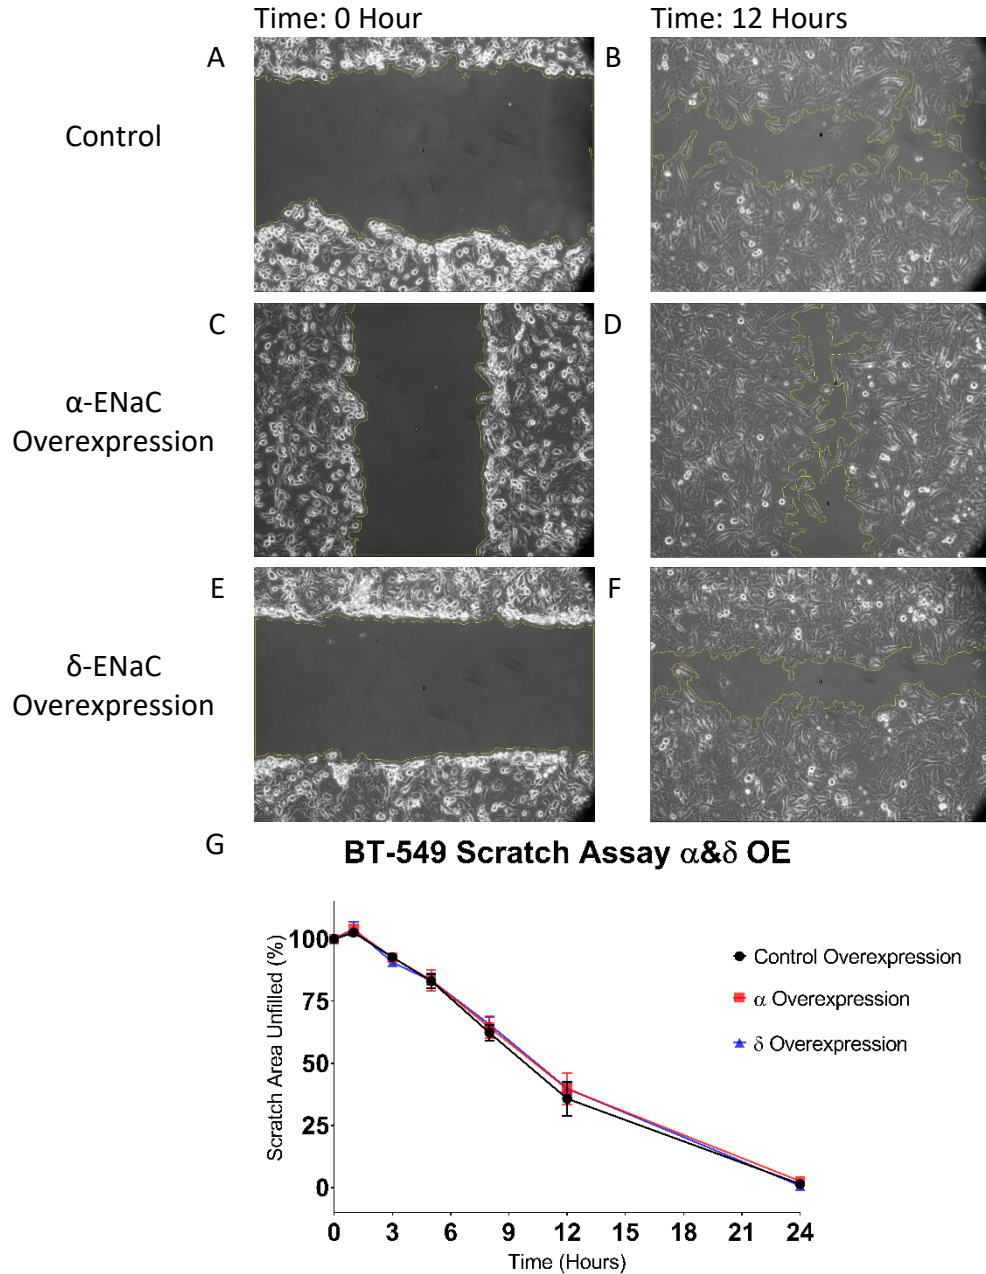 Time: 0 Hour
Time: 12 Hours
A
B
Control
C
D
α-ENaC
Overexpression
E
F
δ-ENaC
Overexpression
G
BT-549 Scratch Assay α&δ OE
Scratch Area Unfilled (%)
100
75
50
25
0
0 3 6 9 12 15 18 21 24
Time (Hours)
Control Overexpression
α Overexpression
δ Overexpression